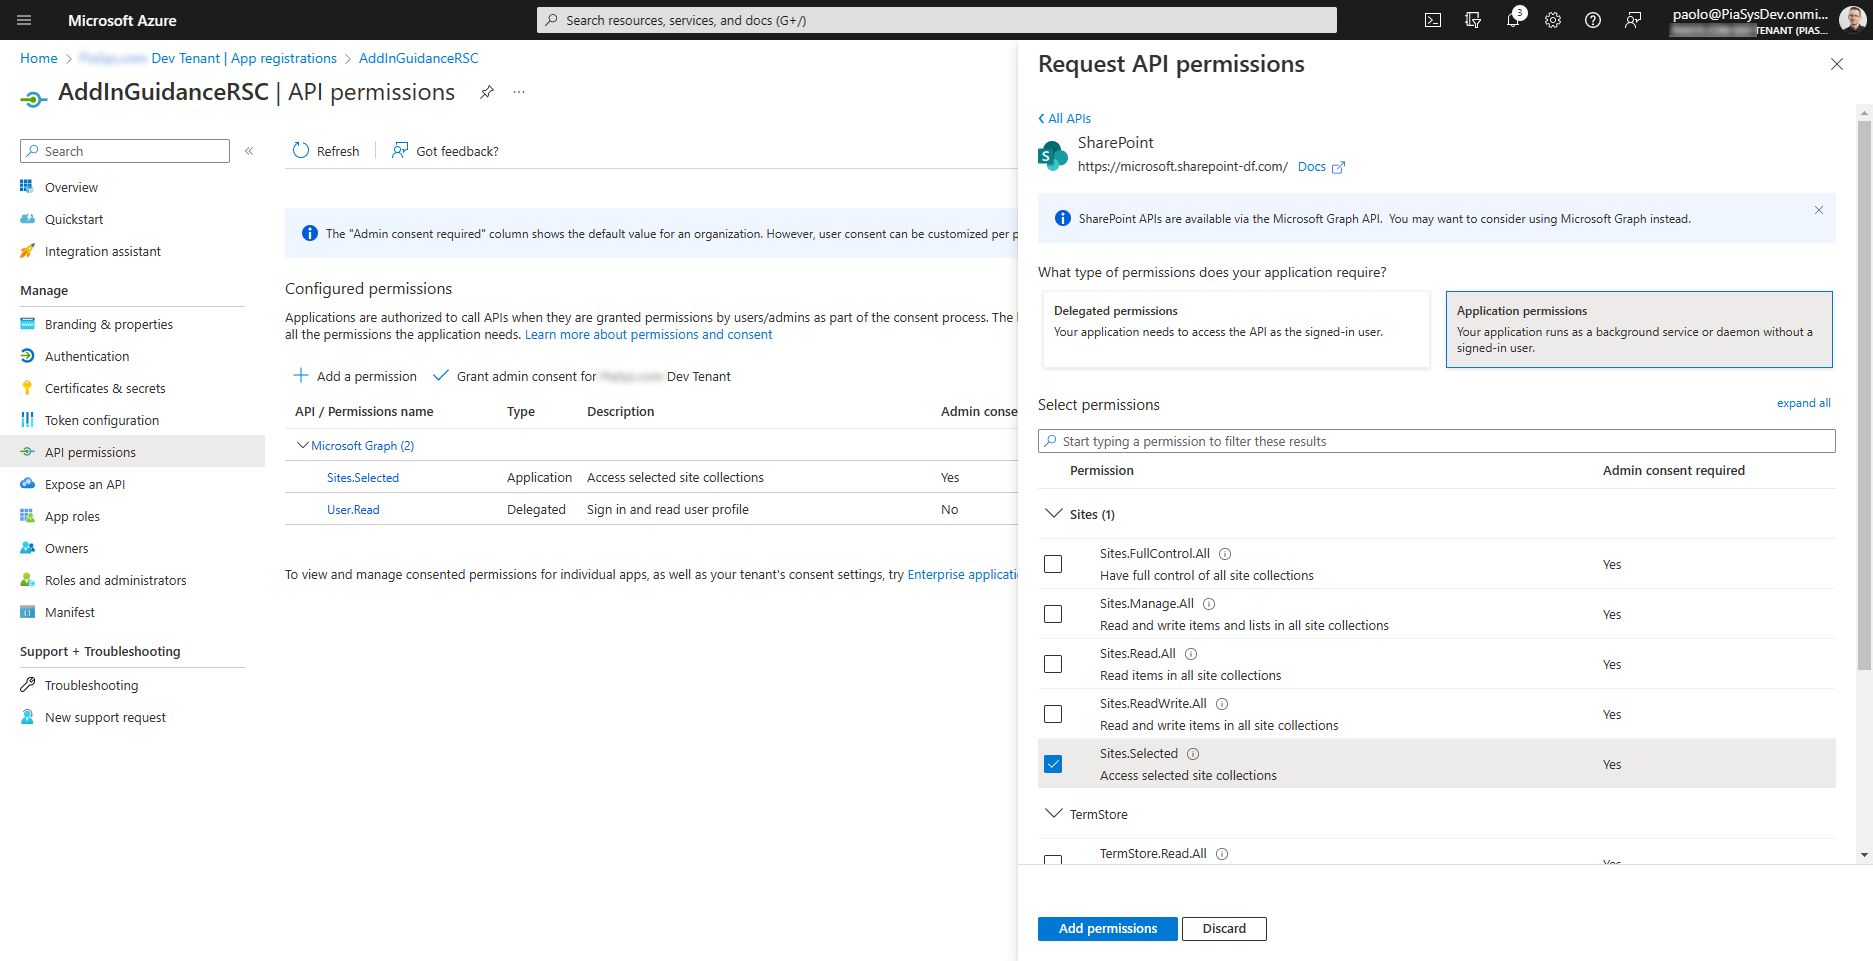 Microsoft Azure
Search resources, services, and docs (G+/)
3
paolo@PiaSysDev.onmi...
TENANT (PIAS...
Home > Dev Tenant | App registrations > AddInGuidanceRSC
AddInGuidanceRSC | API permissions
Search
Refresh
Got feedback?
Overview
Quickstart
Integration assistant
Manage
Branding & properties
Authentication
Certificates & secrets
Token configuration
API permissions
Expose an API
App roles
Owners
Roles and administrators
Manifest
Support + Troubleshooting
Troubleshooting
New support request
The "Admin consent required" column shows the default value for an organization. However, user consent can be customized per p
Configured permissions
Applications are authorized to call APIs when they are granted permissions by users/admins as part of the consent process. The
all the permissions the application needs. Learn more about permissions and consent
Add a permission
Grant admin consent for Dev Tenant
API / Permissions name Type Description Admin conse
Microsoft Graph (2)
Sites.Selected Application Access selected site collections Yes
User.Read Delegated Sign in and read user profile No
To view and manage consented permissions for individual apps, as well as your tenant's consent settings, try Enterprise applicati
Request API permissions
All APIs
SharePoint
https://microsoft.sharepoint-df.com/ Docs
SharePoint APIs are available via the Microsoft Graph API. You may want to consider using Microsoft Graph instead.
What type of permissions does your application require?
Delegated permissions
Your application needs to access the API as the signed-in user.
Application permissions
Your application runs as a background service or daemon without a
signed-in user.
Select permissions
expand all
Start typing a permission to filter these results
Permission Admin consent required
Sites (1)
Sites.FullControl.All
Have full control of all site collections
Yes
Sites.Manage.All
Read and write items and lists in all site collections
Yes
Sites.Read.All
Read items in all site collections
Yes
Sites.ReadWrite.All
Read and write items in all site collections
Yes
Sites.Selected
Access selected site collections
Yes
TermStore
TermStore.Read.All
Yes
Add permissions
Discard